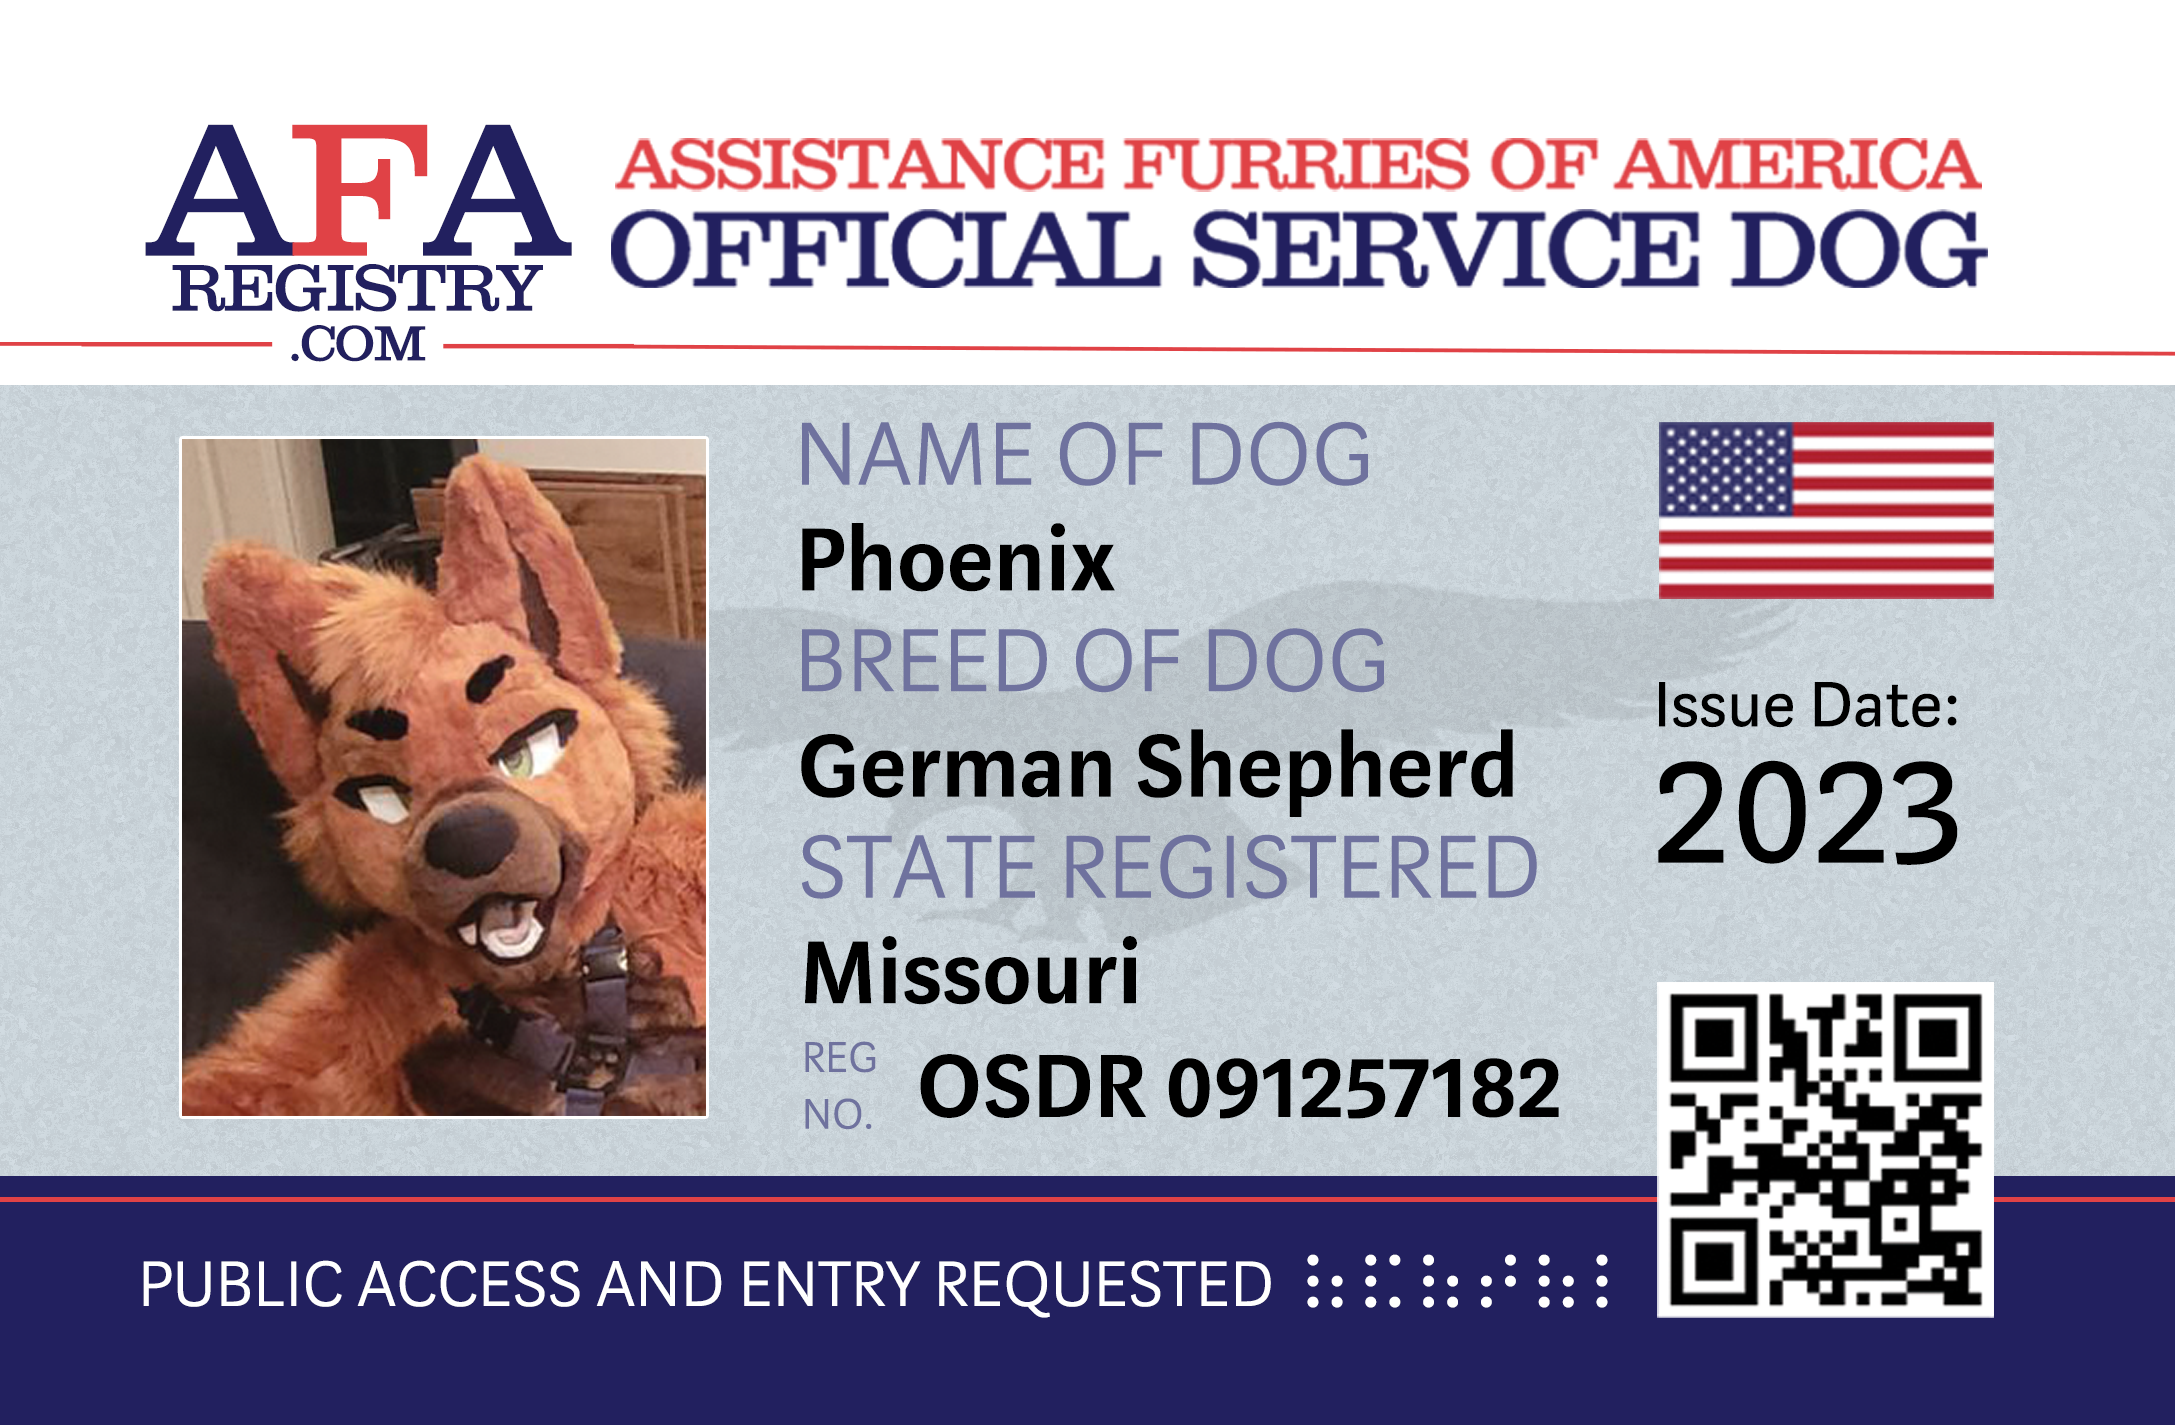 AFA
REGISTRY
.COM
ASSISTANCE FURRIES OF AMERICA
OFFICIAL SERVICE DOG
NAME OF DOG
Phoenix
BREED OF DOG
German Shepherd
STATE REGISTERED
Missouri
REG NO. OSDR 091257182
Issue Date:
2023
PUBLIC ACCESS AND ENTRY REQUESTED